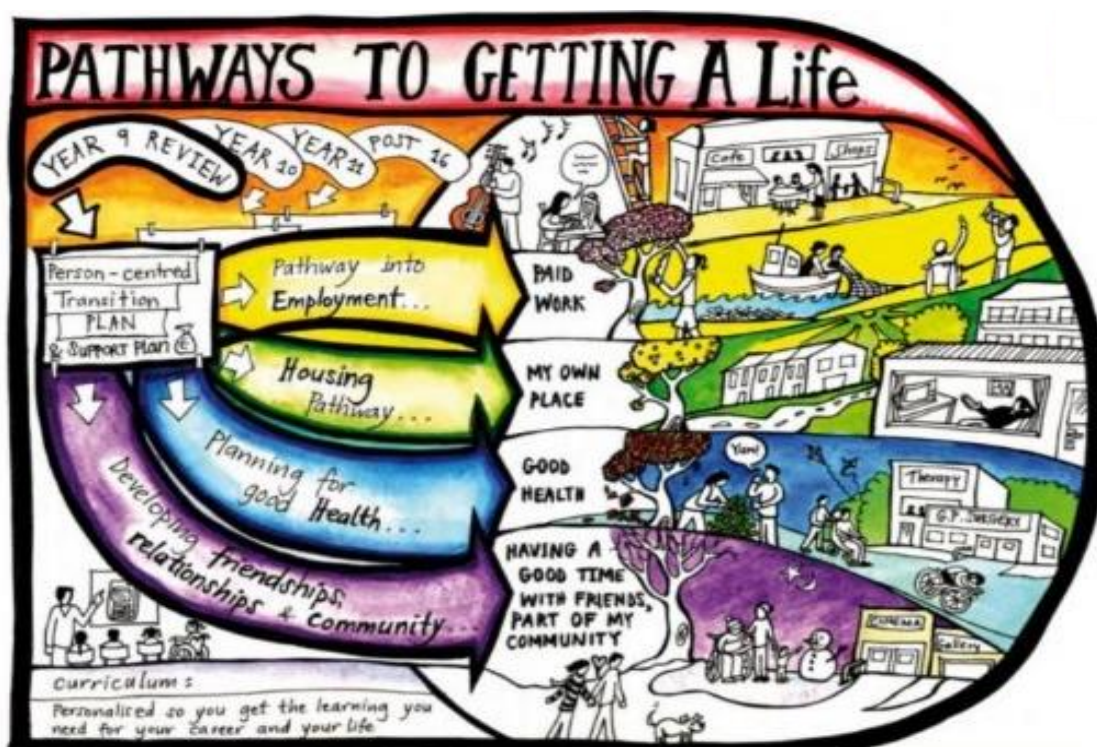 PATHWAYS TO GETTING A Life
YEAR 9 REVIEW
YEAR 10
YEAR 11
POST 16
Cafe
Shops
Person-centred
Transition
PLAN
& SUPPORT Plan £
Pathway into
Employment...
PAID
WORK
Housing
Pathway...
MY OWN
PLACE
Planning for
good Health...
GOOD
HEALTH
Yum!
Therapy
G.P. SURGERY
Developing friendships,
relationships & community...
HAVING A
GOOD TIME
WITH FRIENDS,
PART OF MY
COMMUNITY
CINEMA
Gallery
Curriculum:
Personalised so you get the learning you
need for your career and your life